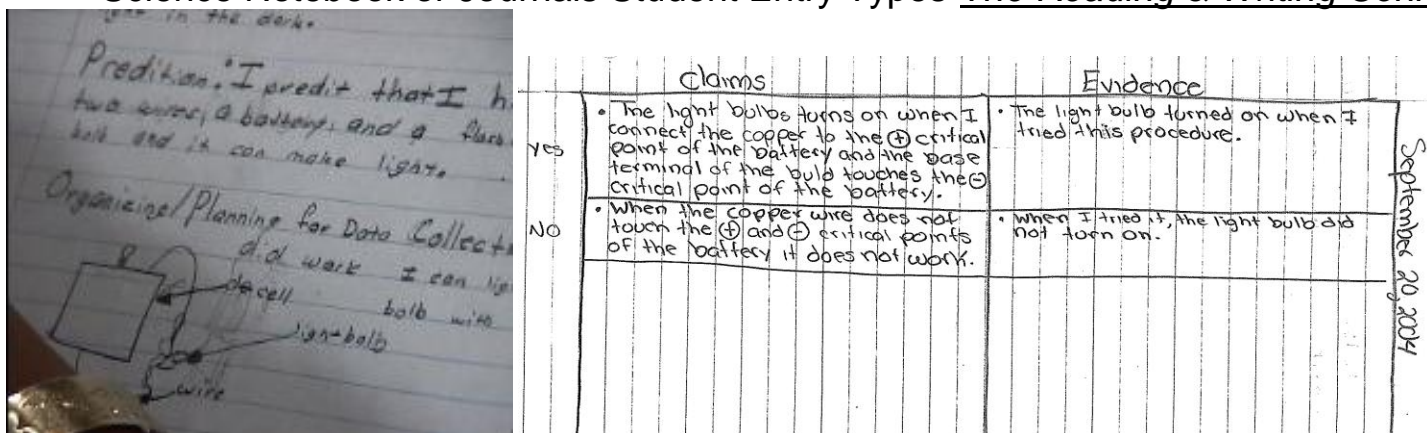 Science Notebook or Journals Student Entry Types The Reading & Writing
in the dark.
Predition: I predit that I h
two wires, a battery, and a flash
bolb and it can make light.
Organizing/Planning for Data Collect
did work I can lig
dcell
bolb with
lignt-bolb
wire
Claims
Evidence
YES
• The light bulbs turns on when I
connect the copper to the ⊕ critical
point of the battery and the base
terminal of the bulb touches the ⊖
critical point of the battery.
• The light bulb turned on when I
tried this procedure.
NO
• When the copper wire does not
touch the ⊕ and ⊖ critical points
of the battery it does not work.
• When I tried it, the light bulb did
not turn on.
September 20, 2004